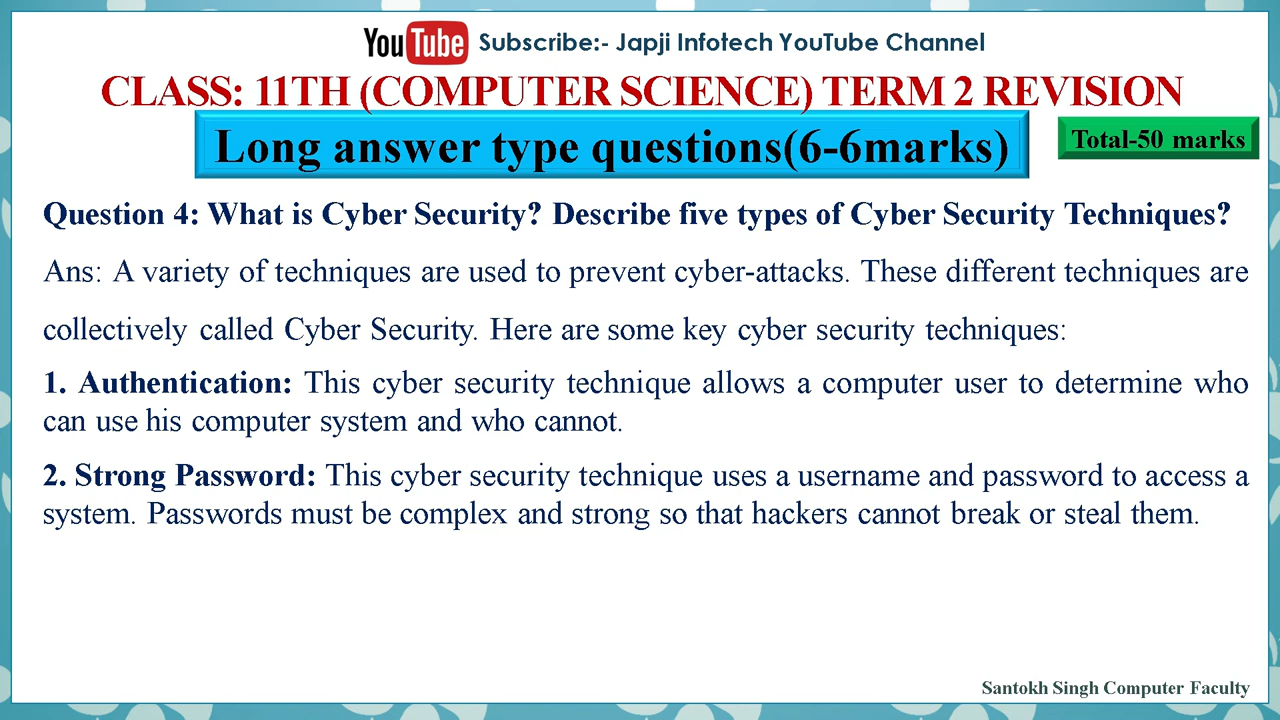 YouTube Subscribe:- Japji Infotech YouTube Channel
CLASS: 11TH (COMPUTER SCIENCE) TERM 2 REVISION
Long answer type questions(6-6marks)
Total-50 marks
Question 4: What is Cyber Security? Describe five types of Cyber Security Techniques?
Ans: A variety of techniques are used to prevent cyber-attacks. These different techniques are
collectively called Cyber Security. Here are some key cyber security techniques:
1. Authentication: This cyber security technique allows a computer user to determine who
can use his computer system and who cannot.
2. Strong Password: This cyber security technique uses a username and password to access a
system. Passwords must be complex and strong so that hackers cannot break or steal them.
Santokh Singh Computer Faculty